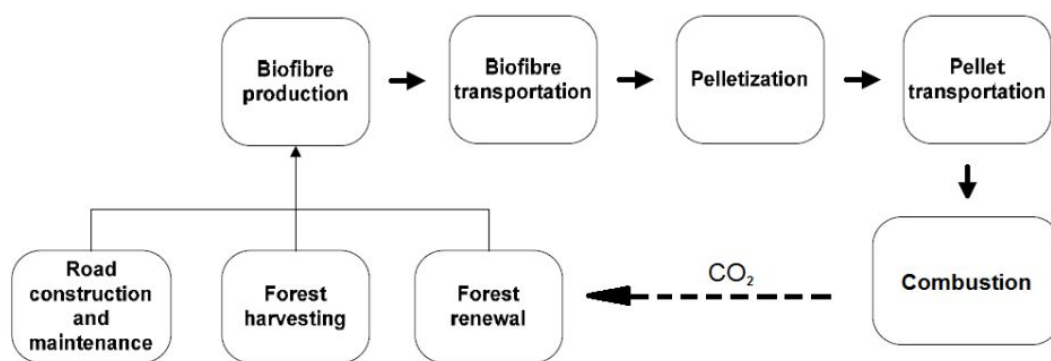 Biofibre
production
Biofibre
transportation
Pelletization
Pellet
transportation
Road
construction
and
maintenance
Forest
harvesting
Forest
renewal
CO₂
Combustion